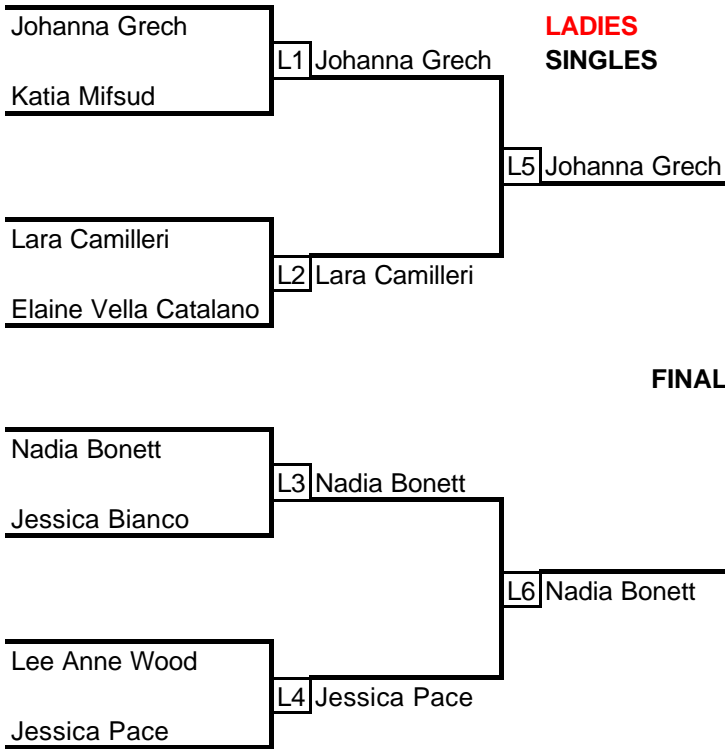 Johanna Grech
LADIES
L1 Johanna Grech
SINGLES
Katia Mifsud
L5 Johanna Grech
Lara Camilleri
L2 Lara Camilleri
Elaine Vella Catalano
FINAL
Nadia Bonett
L3 Nadia Bonett
Jessica Bianco
L6 Nadia Bonett
Lee Anne Wood
L4 Jessica Pace
Jessica Pace